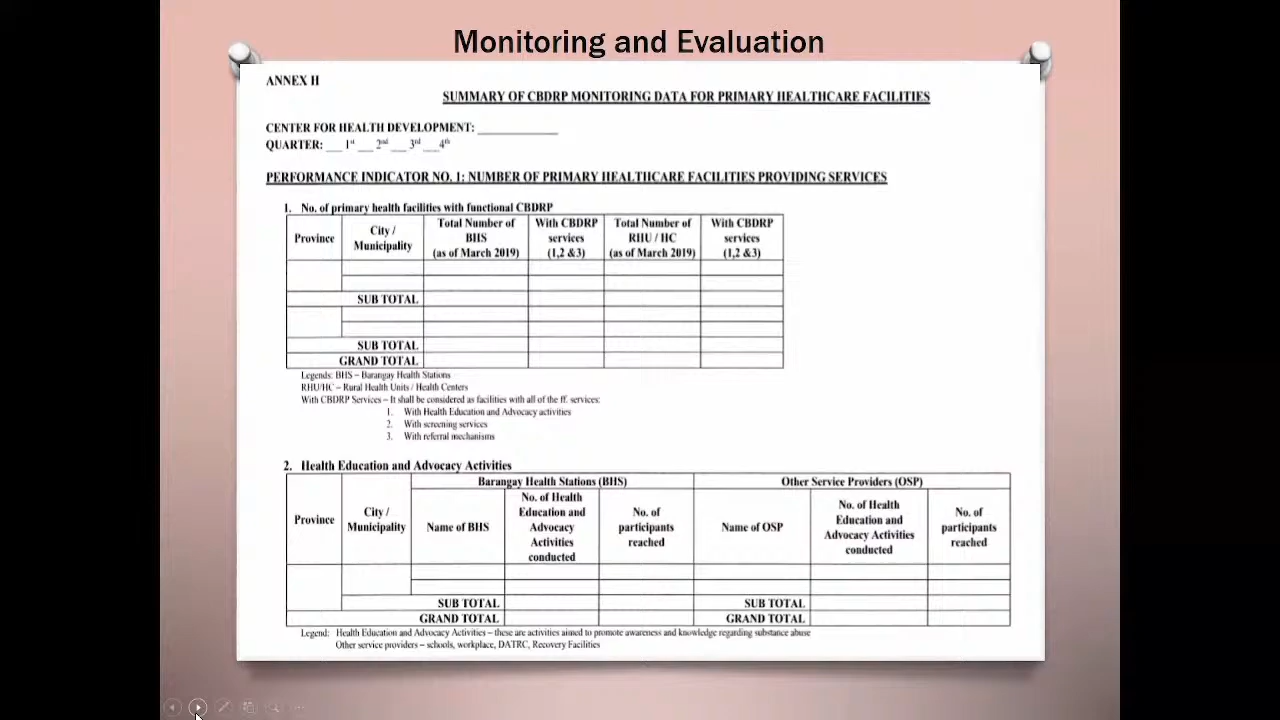 Monitoring and Evaluation
ANNEX II
SUMMARY OF CBDRP MONITORING DATA FOR PRIMARY HEALTHCARE FACILITIES
CENTER FOR HEALTH DEVELOPMENT: ____________
QUARTER: ___ 1st ___ 2nd ___ 3rd ___4th
PERFORMANCE INDICATOR NO. 1: NUMBER OF PRIMARY HEALTHCARE FACILITIES PROVIDING SERVICES
1. No. of primary health facilities with functional CBDRP
Province
City /
Municipality
Total Number of
BHS
(as of March 2019)
With CBDRP
services
(1,2 &3)
Total Number of
RHU / HC
(as of March 2019)
With CBDRP
services
(1,2 &3)
SUB TOTAL
SUB TOTAL
GRAND TOTAL
Legends: BHS – Barangay Health Stations
RHU/HC – Rural Health Units / Health Centers
With CBDRP Services – It shall be considered as facilities with all of the ff. services:
1. With Health Education and Advocacy activities
2. With screening services
3. With referral mechanisms
2. Health Education and Advocacy Activities
Province
City /
Municipality
Barangay Health Stations (BHS)
Name of BHS
No. of Health
Education and
Advocacy
Activities
conducted
No. of
participants
reached
Other Service Providers (OSP)
Name of OSP
No. of Health
Education and
Advocacy Activities
conducted
No. of
participants
reached
SUB TOTAL
SUB TOTAL
GRAND TOTAL
GRAND TOTAL
Legend: Health Education and Advocacy Activities – these are activities aimed to promote awareness and knowledge regarding substance abuse
Other service providers – schools, workplace, DATRC, Recovery Facilities